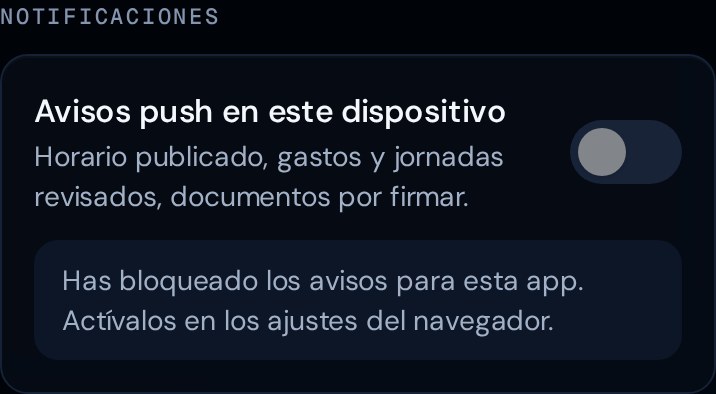 NOTIFICACIONES
Avisos push en este dispositivo
Horario publicado, gastos y jornadas
revisados, documentos por firmar.
Has bloqueado los avisos para esta app.
Actívalos en los ajustes del navegador.